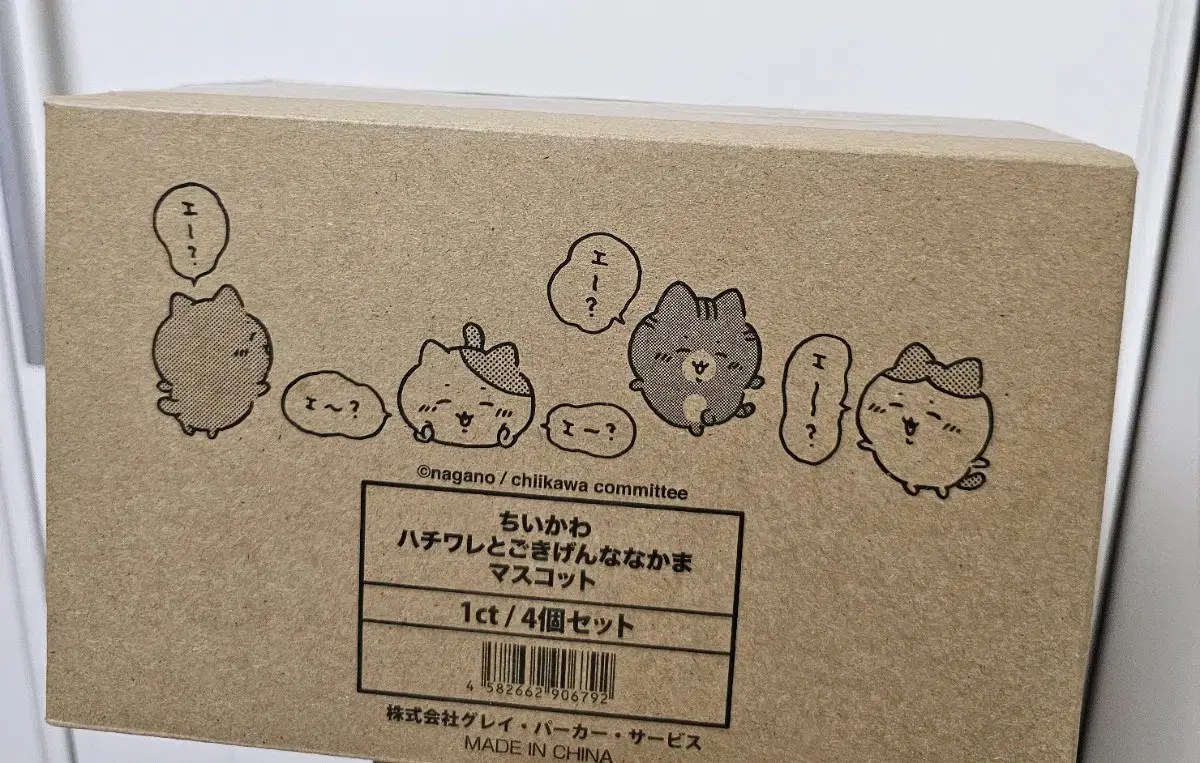 エー?
エ〜?
エ〜?
エ〜?
エー?
©nagano / chiikawa committee
ちいかわ
ハチワレとごきげんななかま
マスコット
1ct / 4個セット
4 582662 906792
株式会社グレイ・パーカー・サービス
MADE IN CHINA